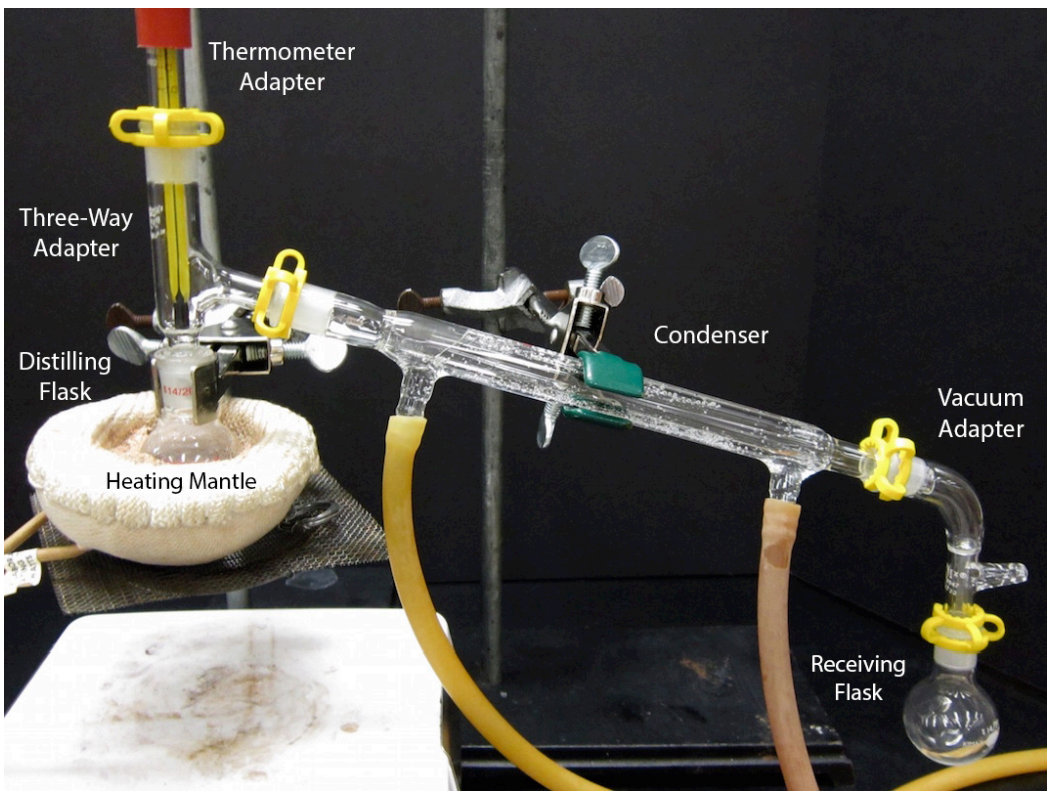 Thermometer
Adapter
Three-Way
Adapter
Condenser
Distilling
Flask
Vacuum
Adapter
Heating Mantle
Receiving
Flask